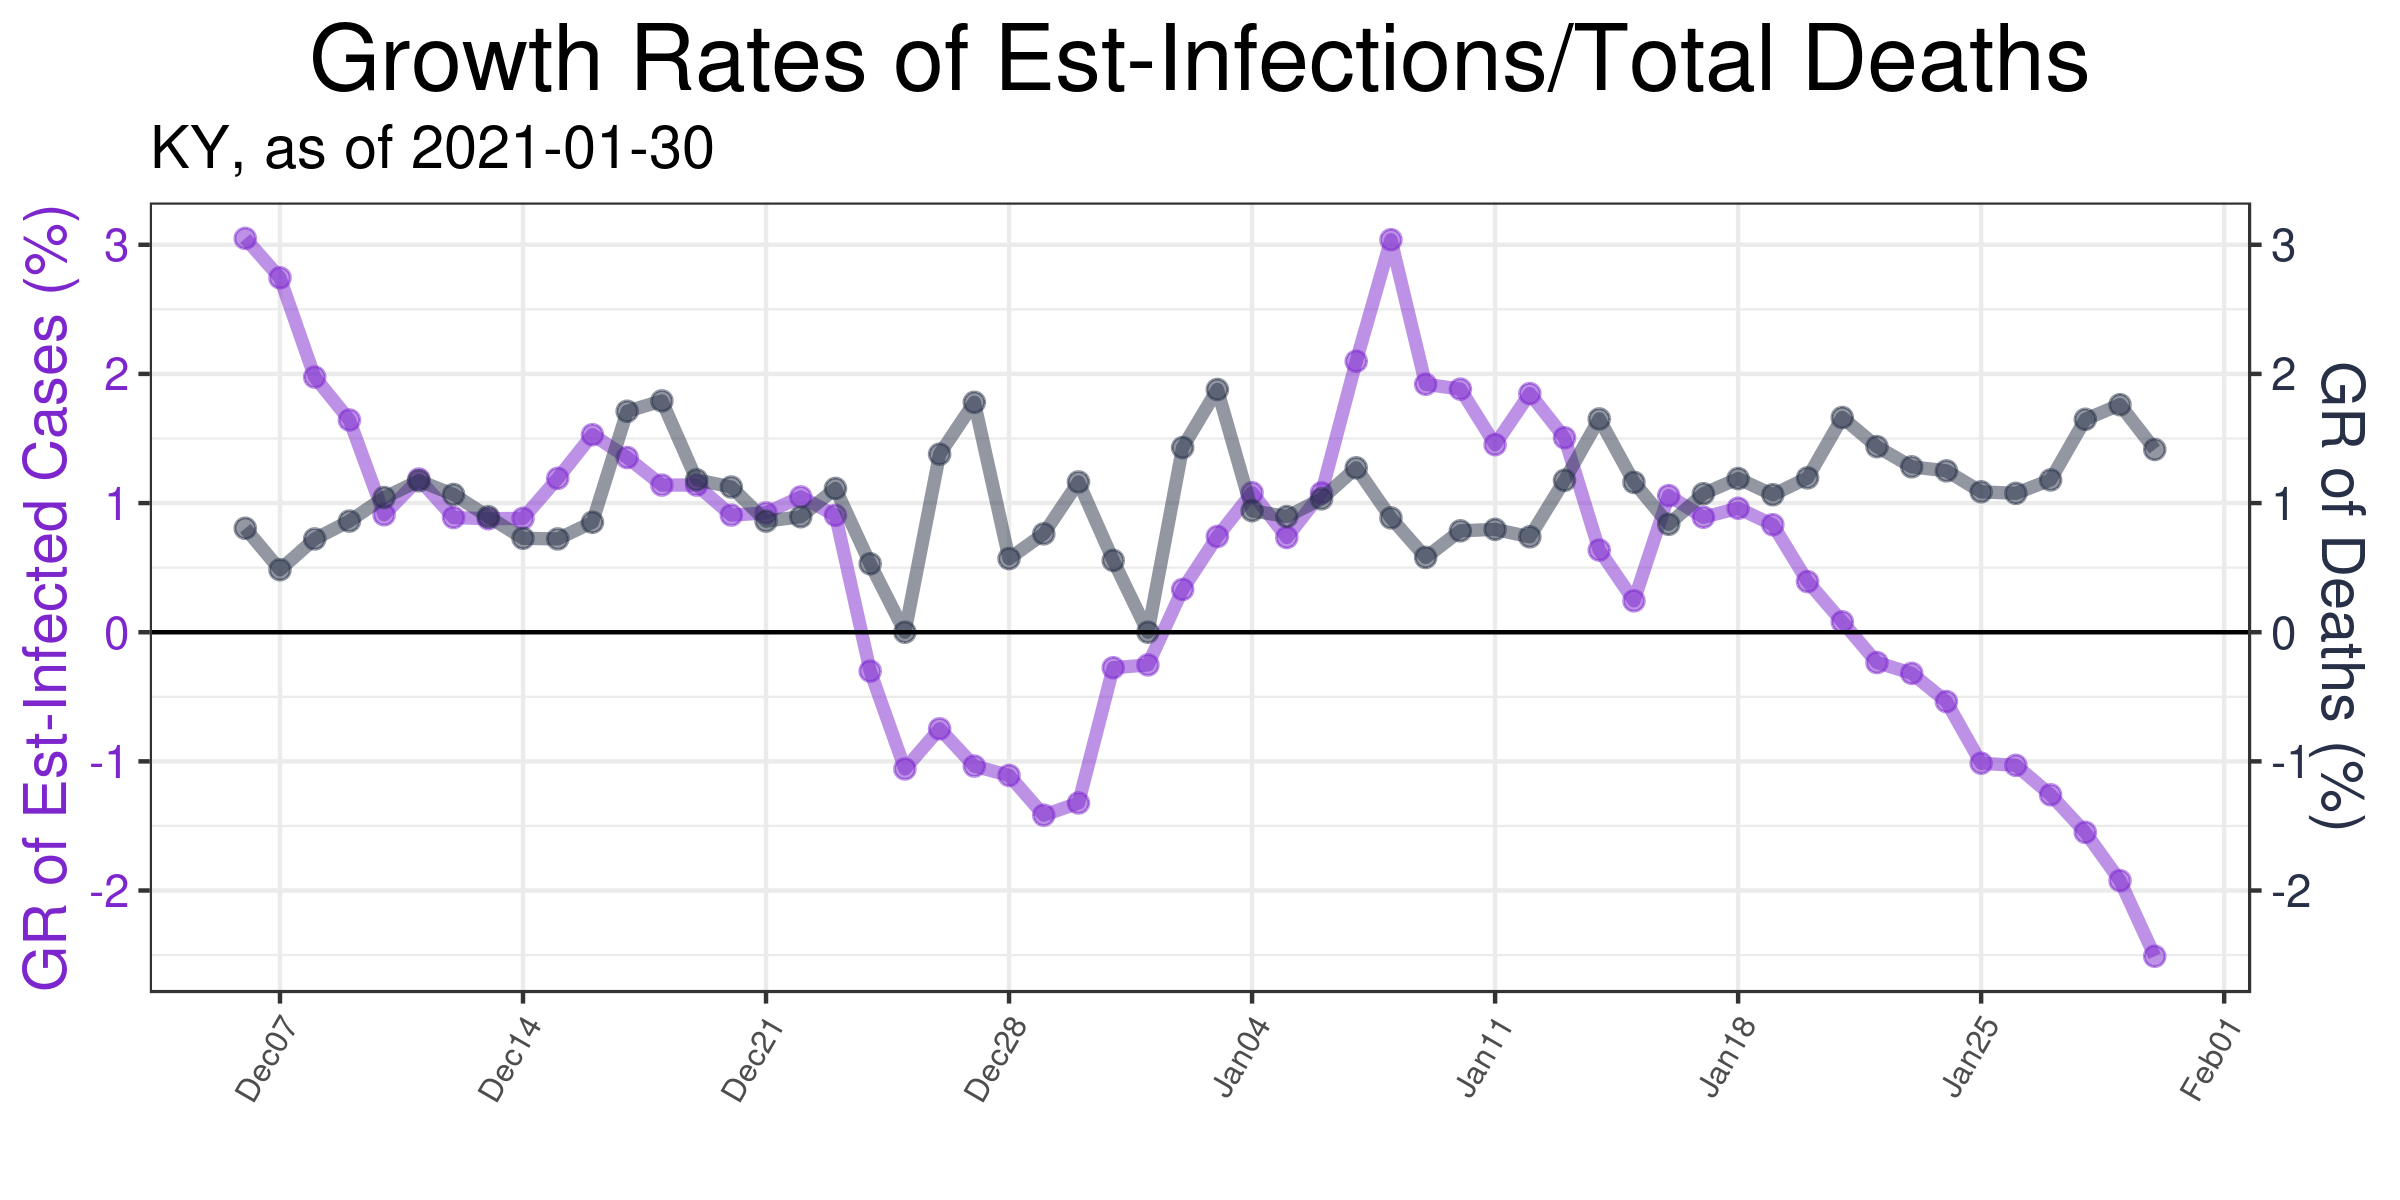 Growth Rates of Est-Infections/Total Deaths
KY, as of 2021-01-30
GR of Est-Infected Cases (%)
3
2
1
0
-1
-2
3
2
1
0
-1
-2
GR of Deaths (%)
Dec07
Dec14
Dec21
Dec28
Jan04
Jan11
Jan18
Jan25
Feb01